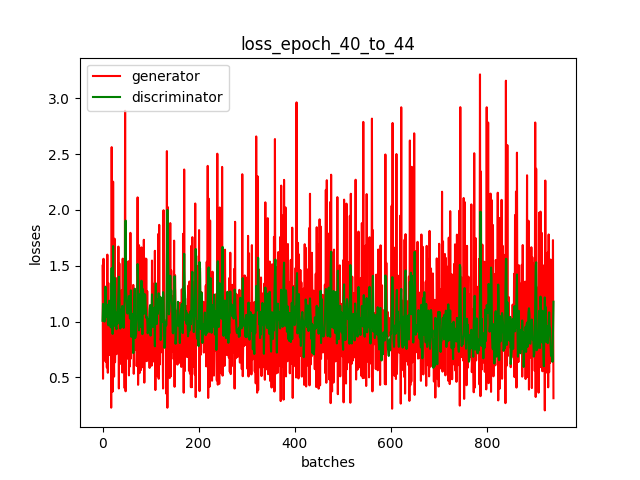 loss_epoch_40_to_44
generator
discriminator
3.0
2.5
2.0
1.5
1.0
0.5
losses
0 200 400 600 800
batches